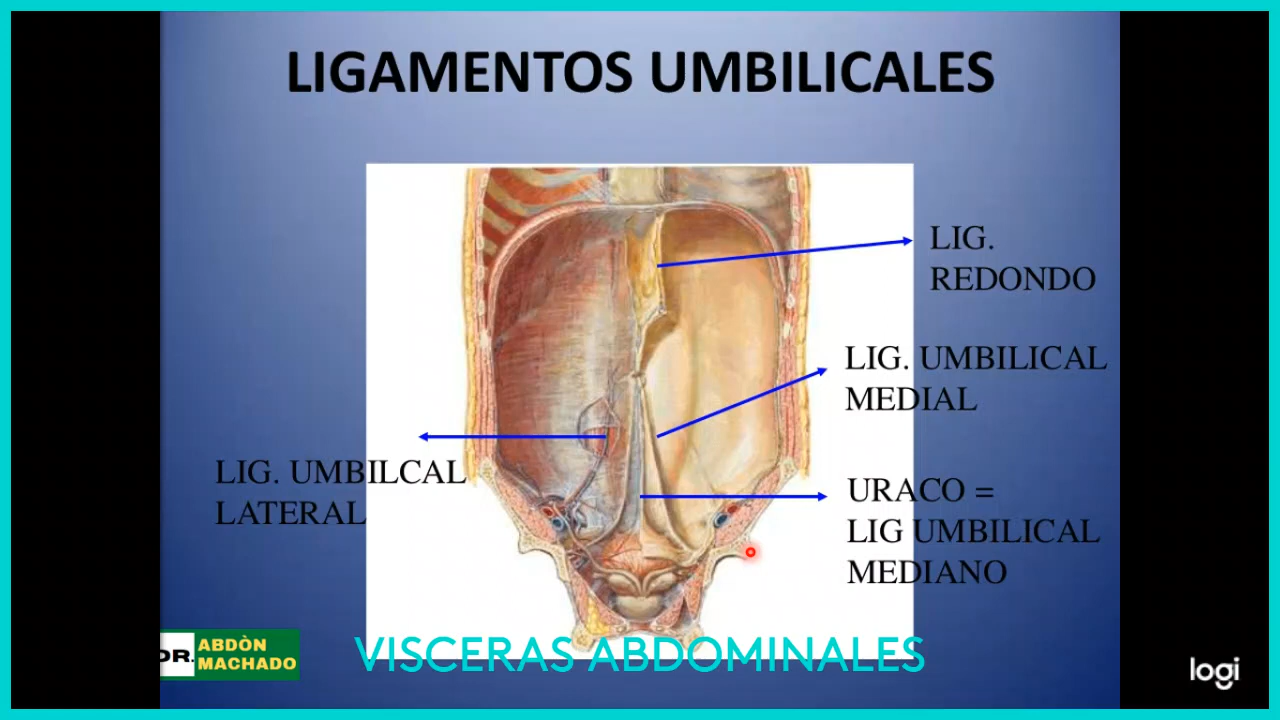 LIGAMENTOS UMBILICALES
LIG.
REDONDO
LIG. UMBILICAL
MEDIAL
LIG. UMBILCAL
LATERAL
URACO =
LIG UMBILICAL
MEDIANO
DR. ABDÒN
MACHADO
VISCERAS ABDOMINALES
logi